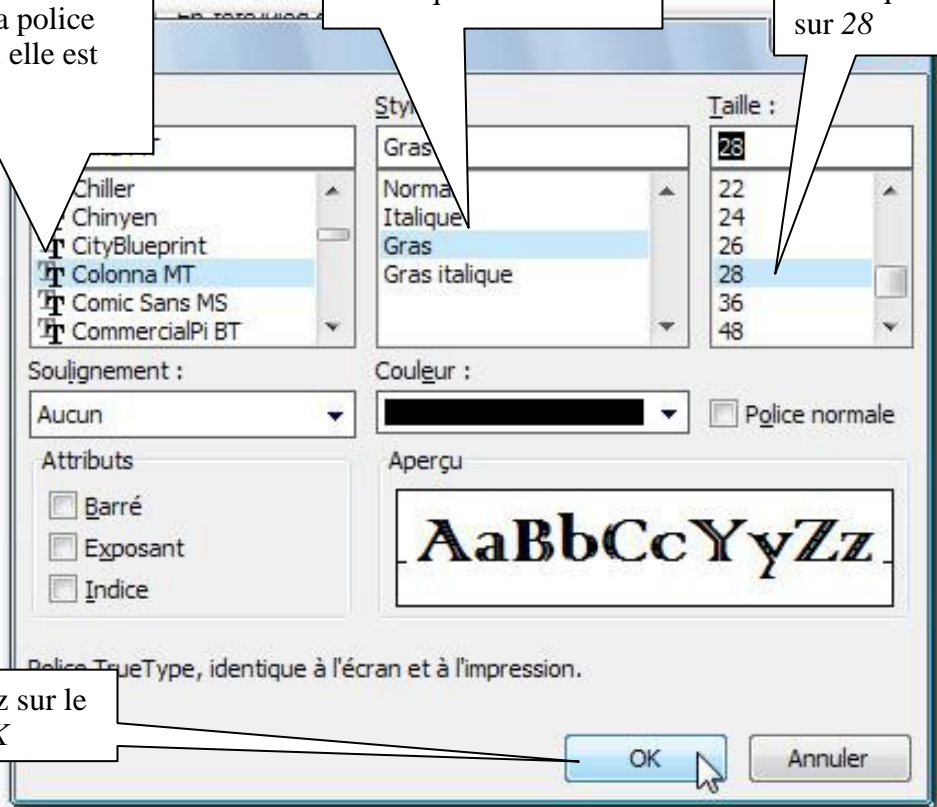 a police
elle est
sur 28
Taille :
Gras
28
Chiller
Chinyen
CityBlueprint
Colonna MT
Comic Sans MS
CommercialPi BT
Italique
Gras
Gras italique
22
24
26
28
36
48
Soulignement :
Couleur :
Aucun
Police normale
Attributs
Barré
Exposant
Indice
Aperçu
AaBbCcYyZz
Police TrueType, identique à l'écran et à l'impression.
z sur le
OK
Annuler